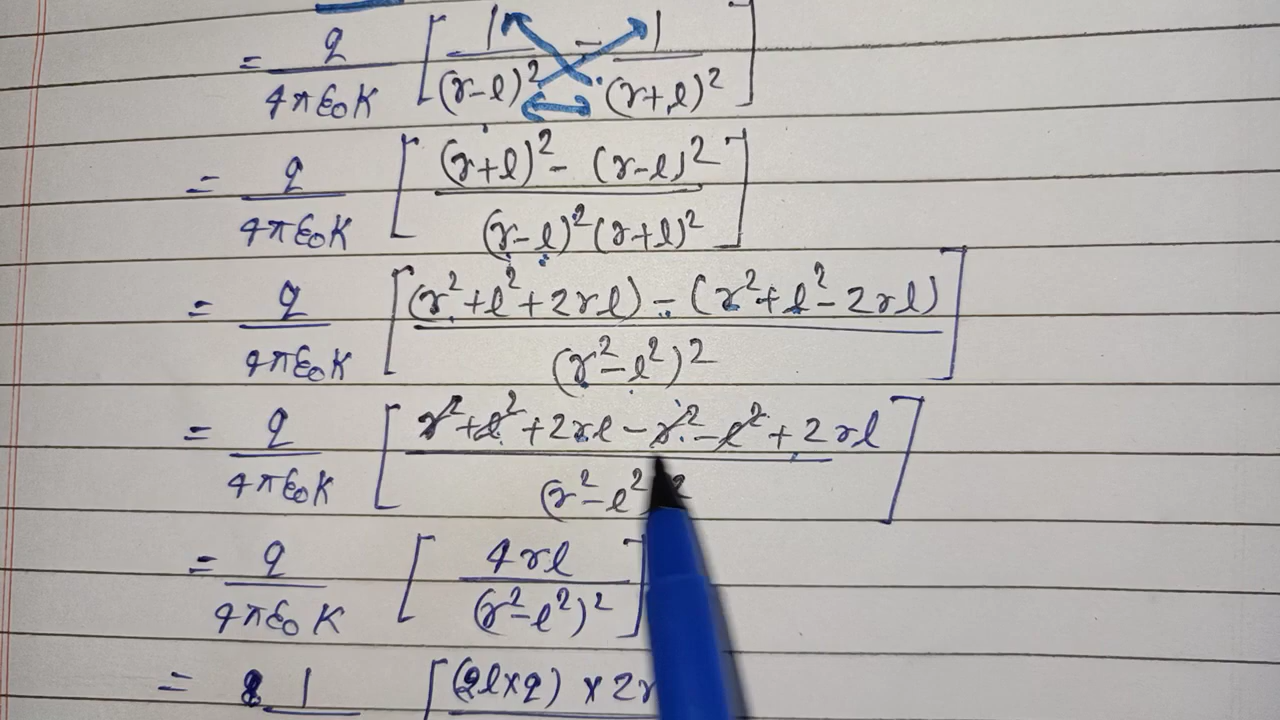 = q/4πε₀K [ 1/(r-l)² - 1/(r+l)² ]
= q/4πε₀K [ (r+l)² - (r-l)² / (r-l)²(r+l)² ]
= q/4πε₀K [ (r²+l²+2rl) - (r²+l²-2rl) / (r²-l²)² ]
= q/4πε₀K [ r²+l²+2rl-r²-l²+2rl / (r²-l²)² ]
= q/4πε₀K [ 4rl / (r²-l²)² ]
= 1 [ (2l×q) × 2r